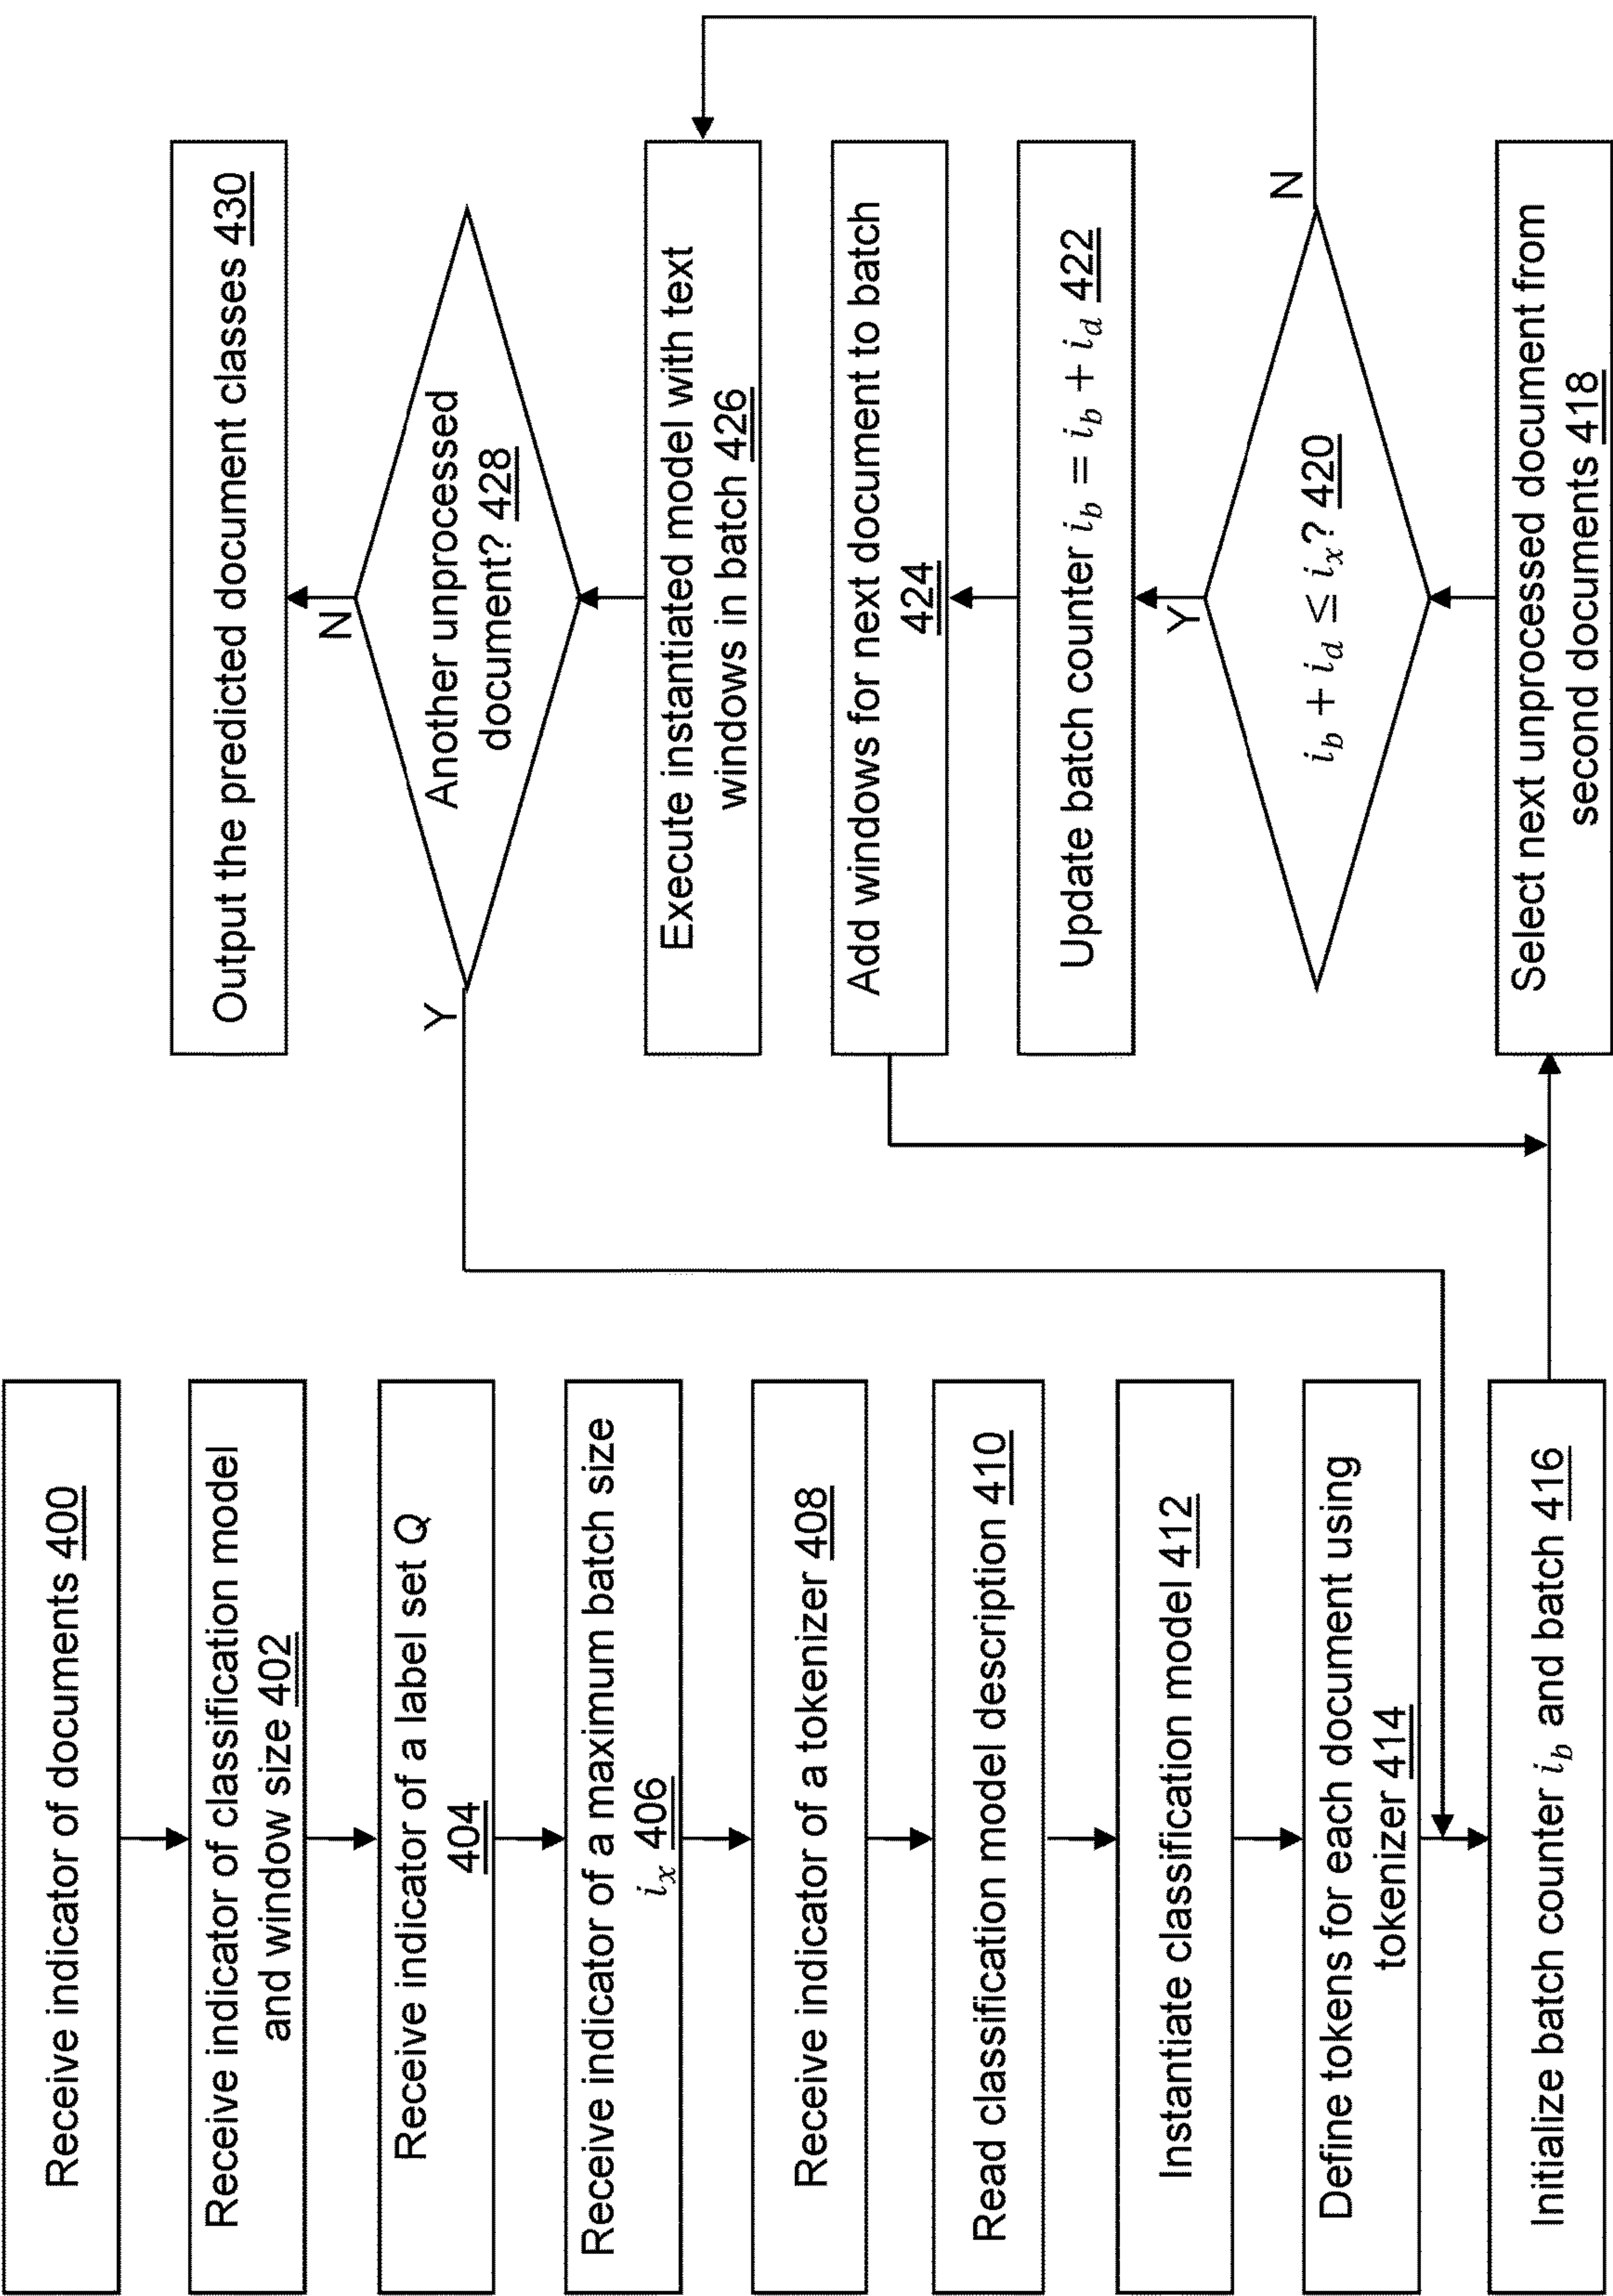 Receive indicator of documents 400
Receive indicator of classification model
and window size 402
Receive indicator of a label set Q
404
Receive indicator of a maximum batch size
i_x 406
Receive indicator of a tokenizer 408
Read classification model description 410
Instantiate classification model 412
Define tokens for each document using
tokenizer 414
Initialize batch counter i_b and batch 416
Output the predicted document classes 430
N
Another unprocessed
document? 428
Y
Execute instantiated model with text
windows in batch 426
Add windows for next document to batch
424
Update batch counter i_b = i_b + i_d 422
Y
i_b + i_d ≤ i_x? 420
N
Select next unprocessed document from
second documents 418